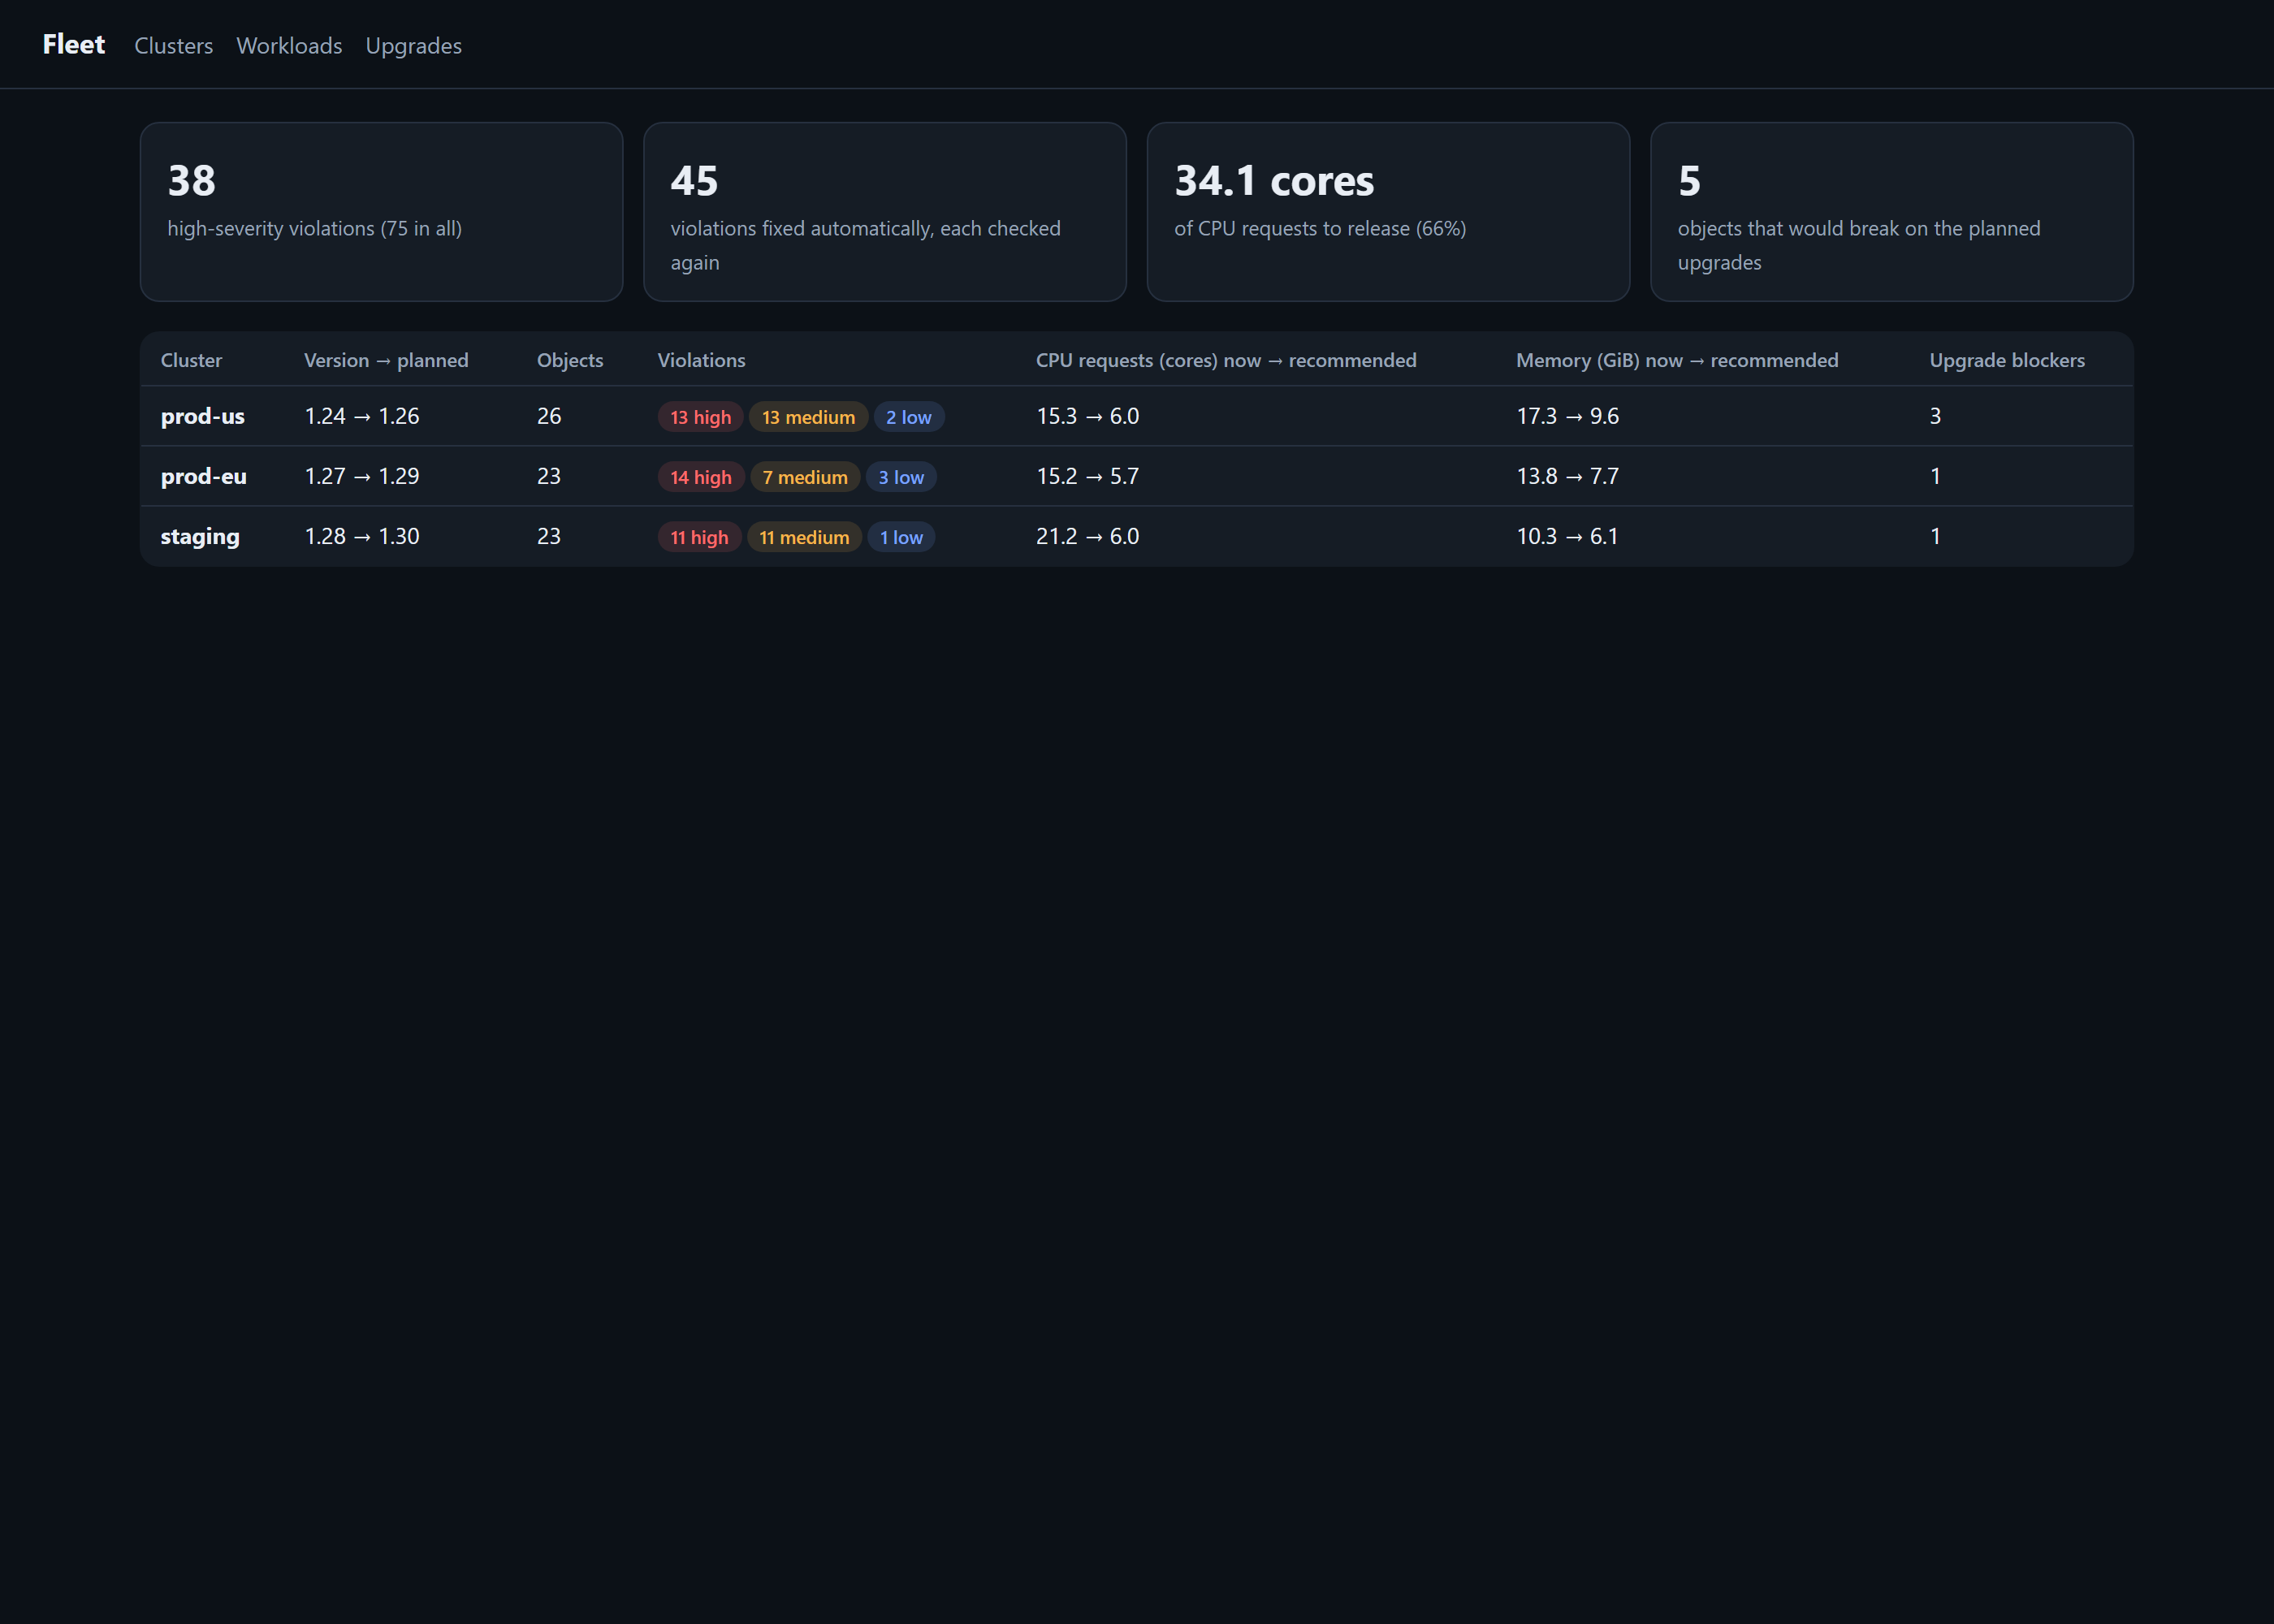 Fleet Clusters Workloads Upgrades
38
high-severity violations (75 in all)
45
violations fixed automatically, each checked
again
34.1 cores
of CPU requests to release (66%)
5
objects that would break on the planned
upgrades
Cluster Version → planned Objects Violations CPU requests (cores) now → recommended Memory (GiB) now → recommended Upgrade blockers
prod-us 1.24 → 1.26 26 13 high 13 medium 2 low 15.3 → 6.0 17.3 → 9.6 3
prod-eu 1.27 → 1.29 23 14 high 7 medium 3 low 15.2 → 5.7 13.8 → 7.7 1
staging 1.28 → 1.30 23 11 high 11 medium 1 low 21.2 → 6.0 10.3 → 6.1 1